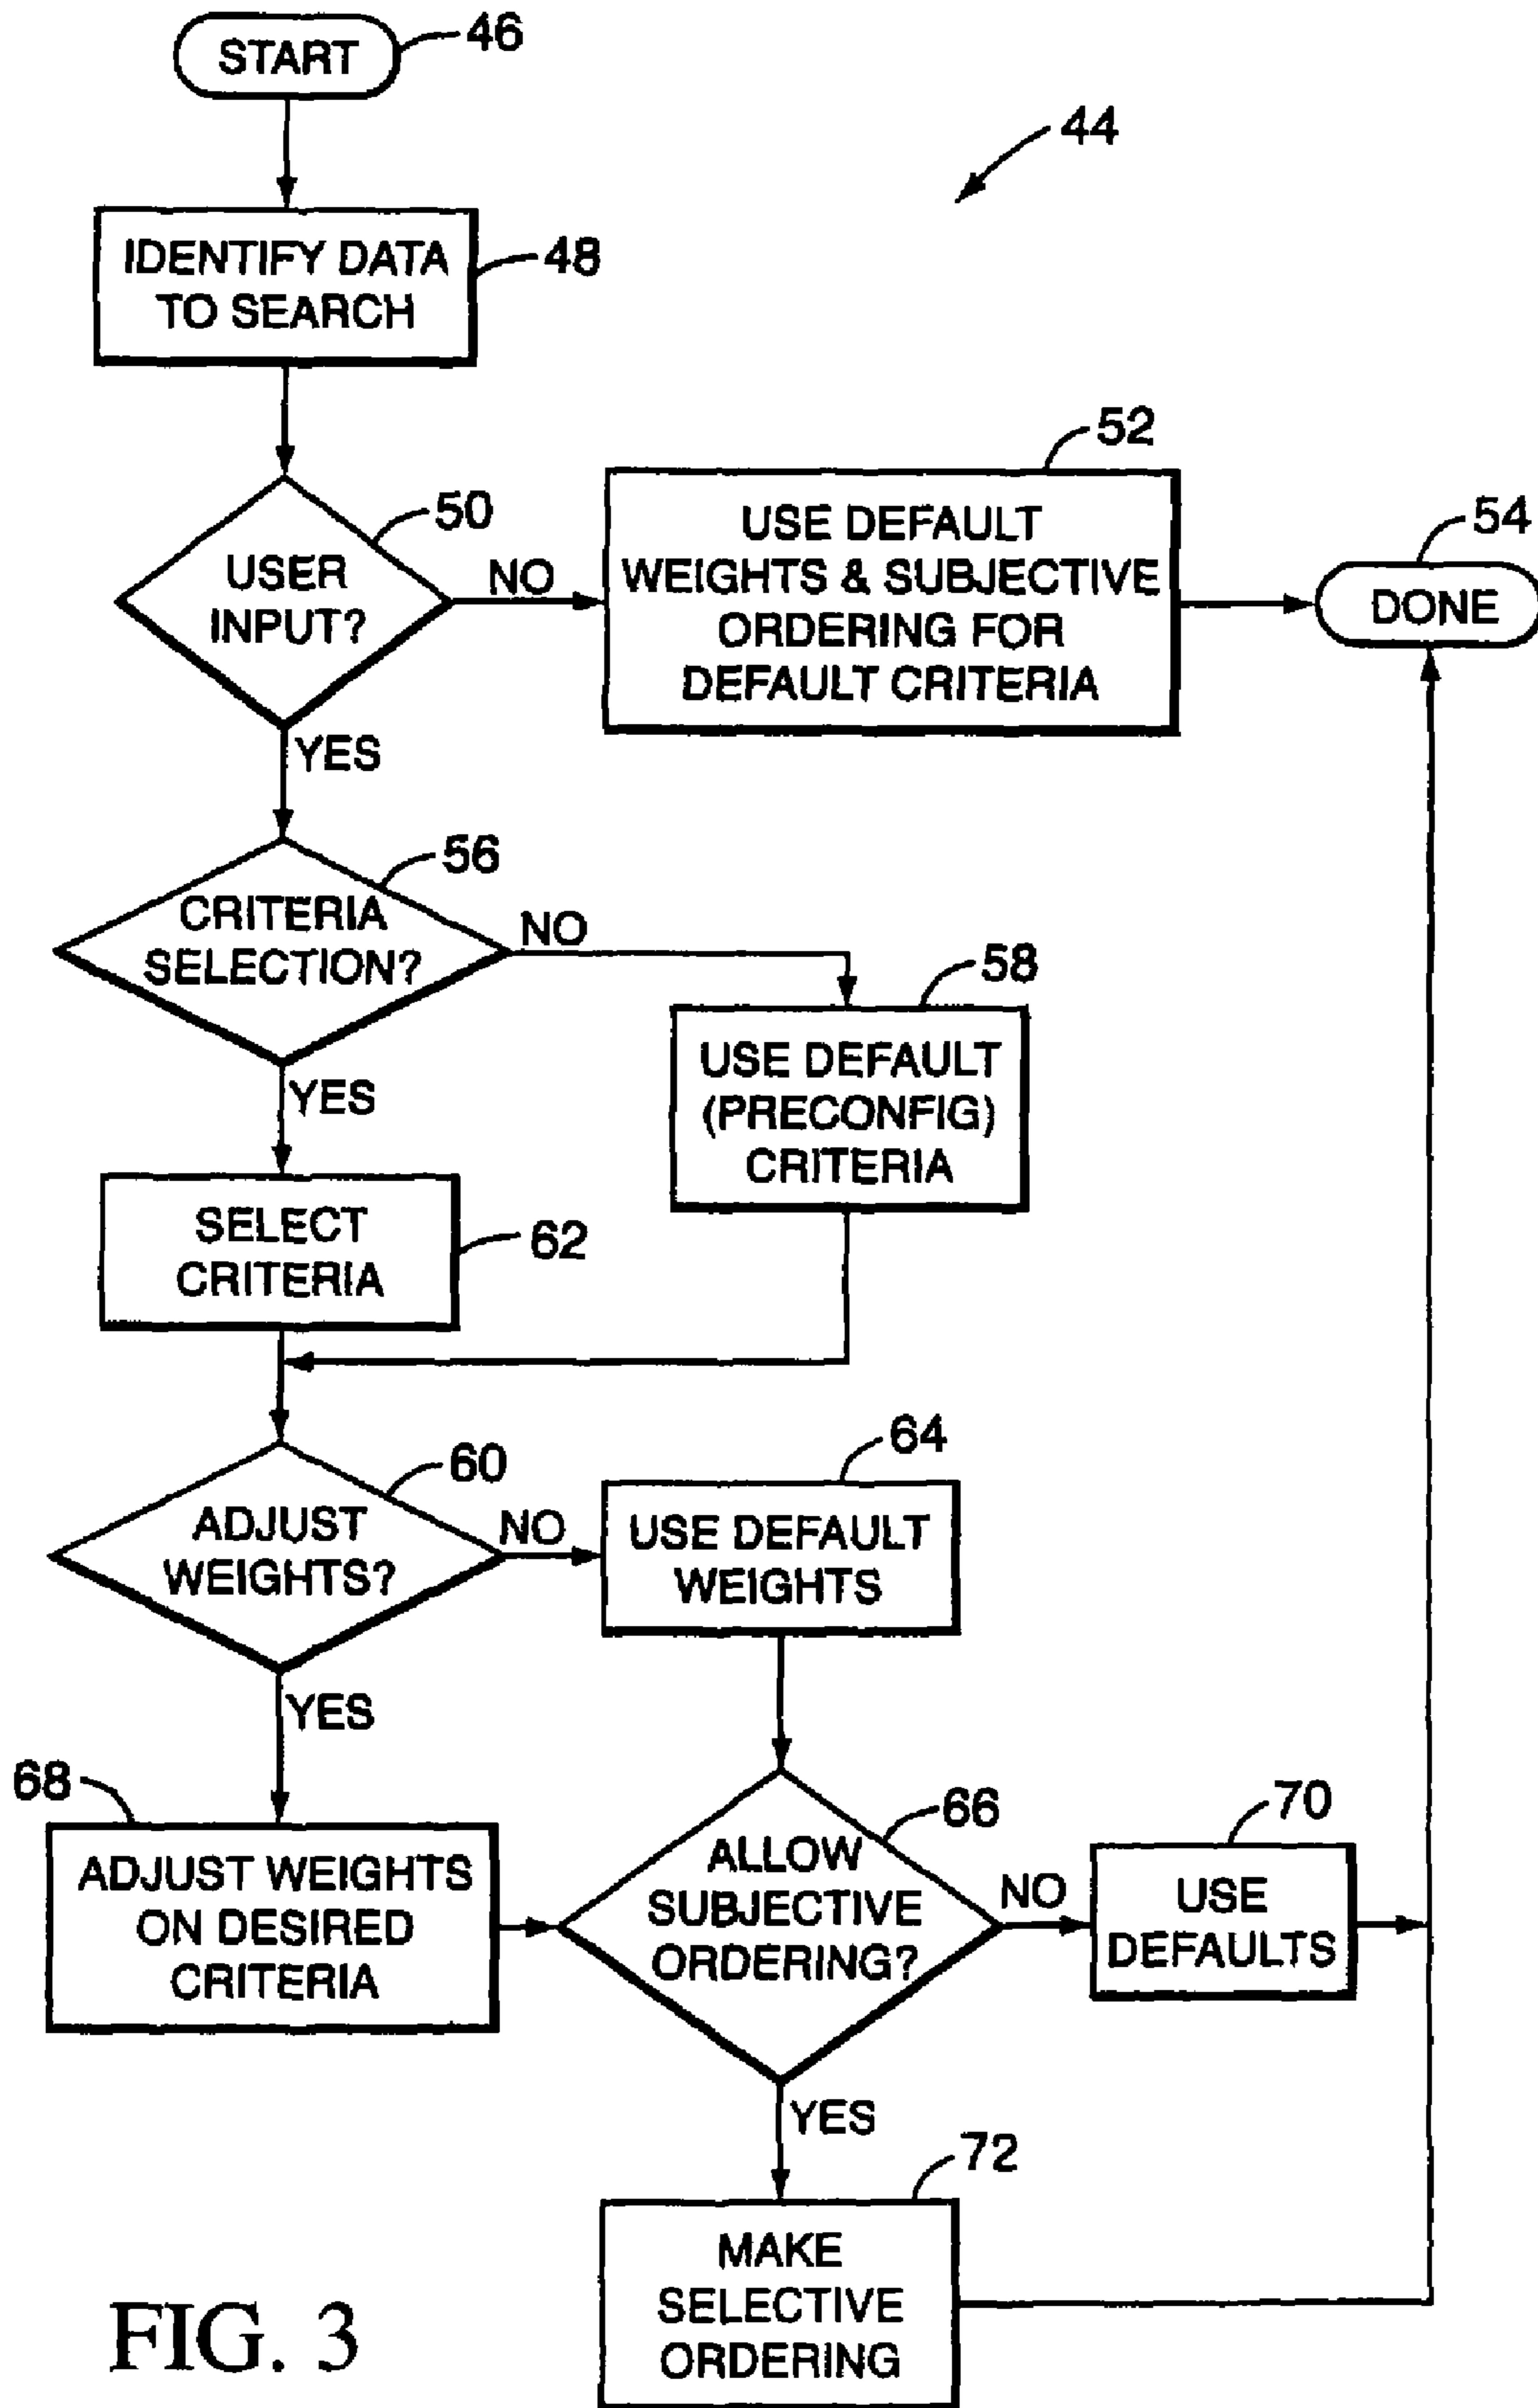 START
46
44
IDENTIFY DATA
TO SEARCH
48
50
USER
INPUT?
NO
YES
52
USE DEFAULT
WEIGHTS & SUBJECTIVE
ORDERING FOR
DEFAULT CRITERIA
54
DONE
56
CRITERIA
SELECTION?
NO
YES
58
USE DEFAULT
(PRECONFIG)
CRITERIA
SELECT
CRITERIA
62
60
ADJUST
WEIGHTS?
NO
YES
64
USE DEFAULT
WEIGHTS
68
ADJUST WEIGHTS
ON DESIRED
CRITERIA
66
ALLOW
SUBJECTIVE
ORDERING?
NO
YES
70
USE
DEFAULTS
72
MAKE
SELECTIVE
ORDERING
FIG. 3